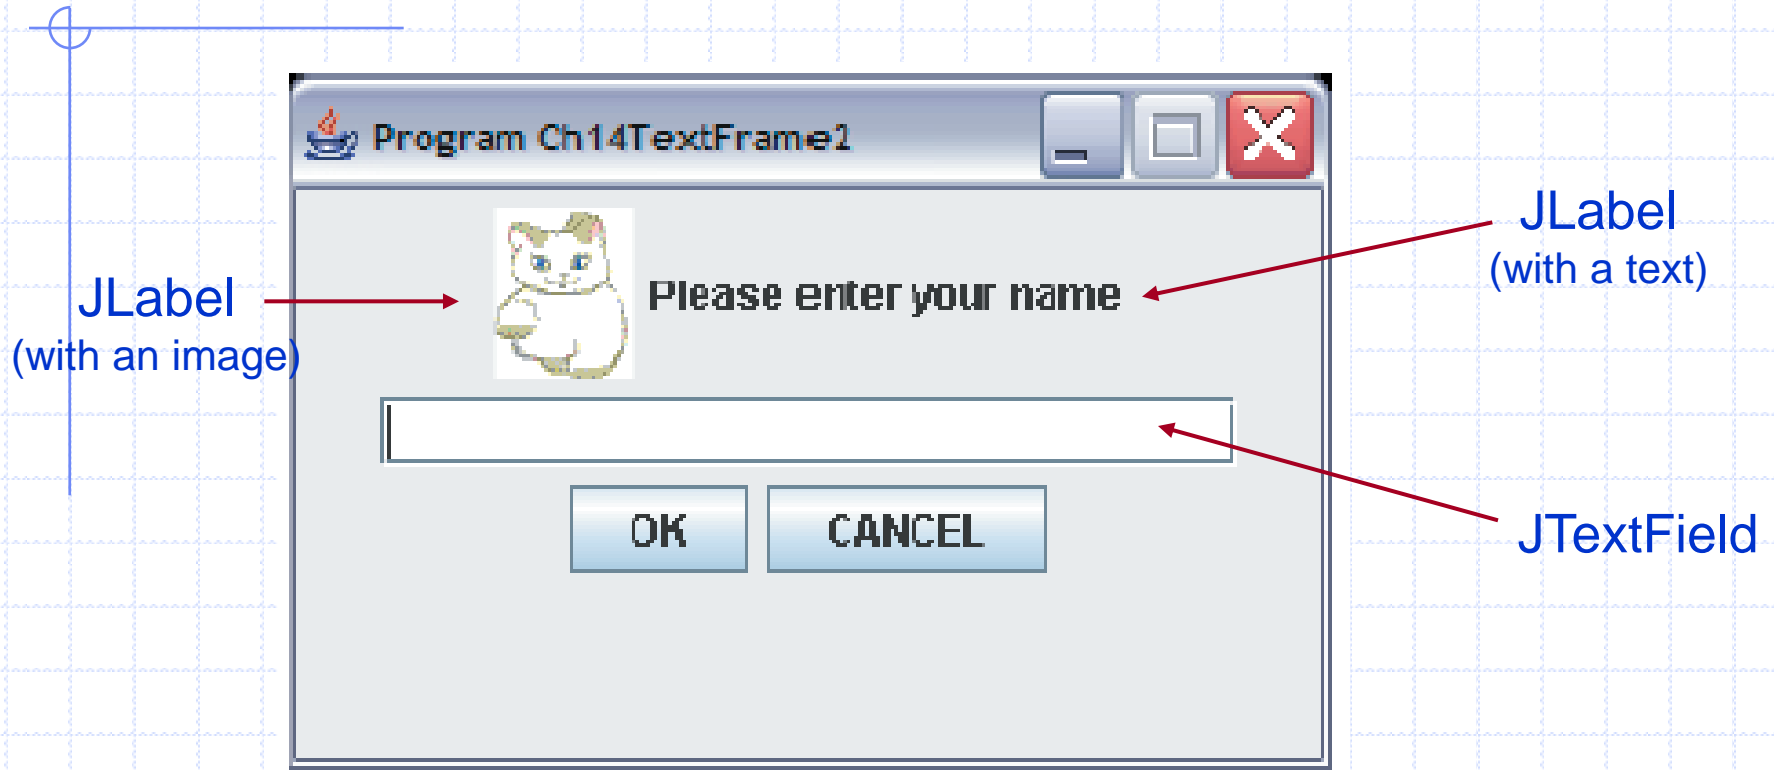 Program Ch14TextFrame2
JLabel
(with a text)
JLabel
(with an image)
Please enter your name
OK
CANCEL
JTextField